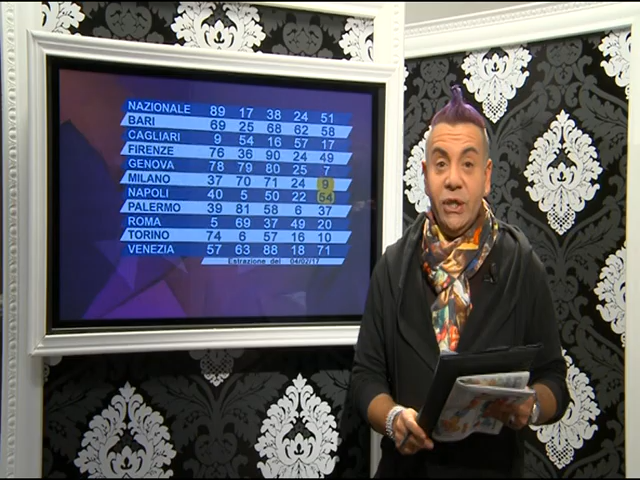 NAZIONALE 89 17 38 24 51
BARI 69 25 68 62 58
CAGLIARI 9 54 16 57 17
FIRENZE 76 36 90 24 49
GENOVA 78 79 80 25 7
MILANO 37 70 71 24 9
NAPOLI 40 5 50 22 54
PALERMO 39 81 58 6 37
ROMA 5 69 37 49 20
TORINO 74 6 57 16 10
VENEZIA 57 63 88 18 71
Estrazione del 04/02/17